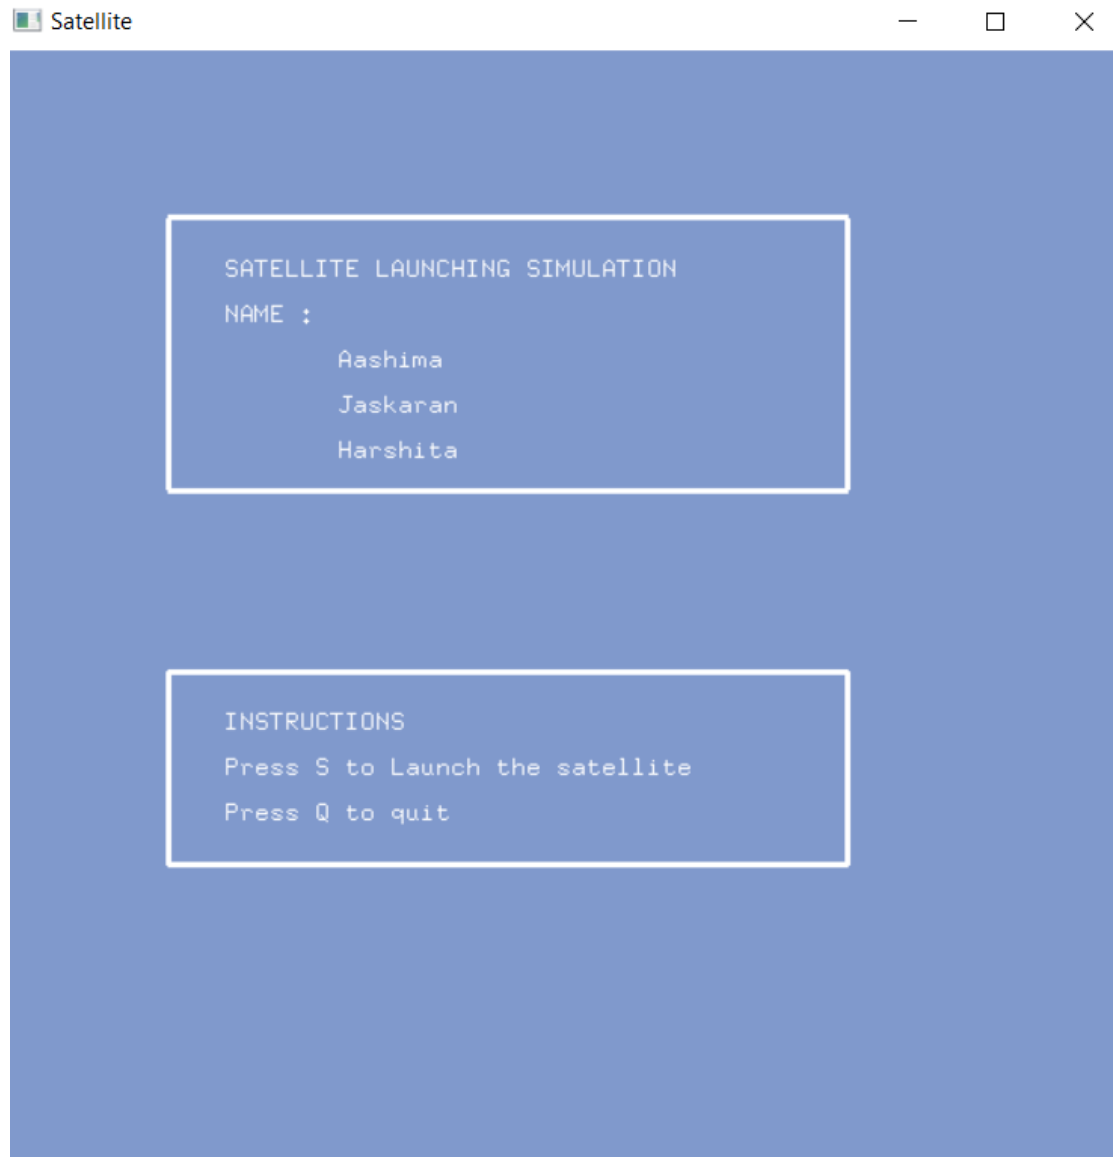 Satellite
SATELLITE LAUNCHING SIMULATION
NAME :
Aashima
Jaskaran
Harshita
INSTRUCTIONS
Press S to Launch the satellite
Press Q to quit